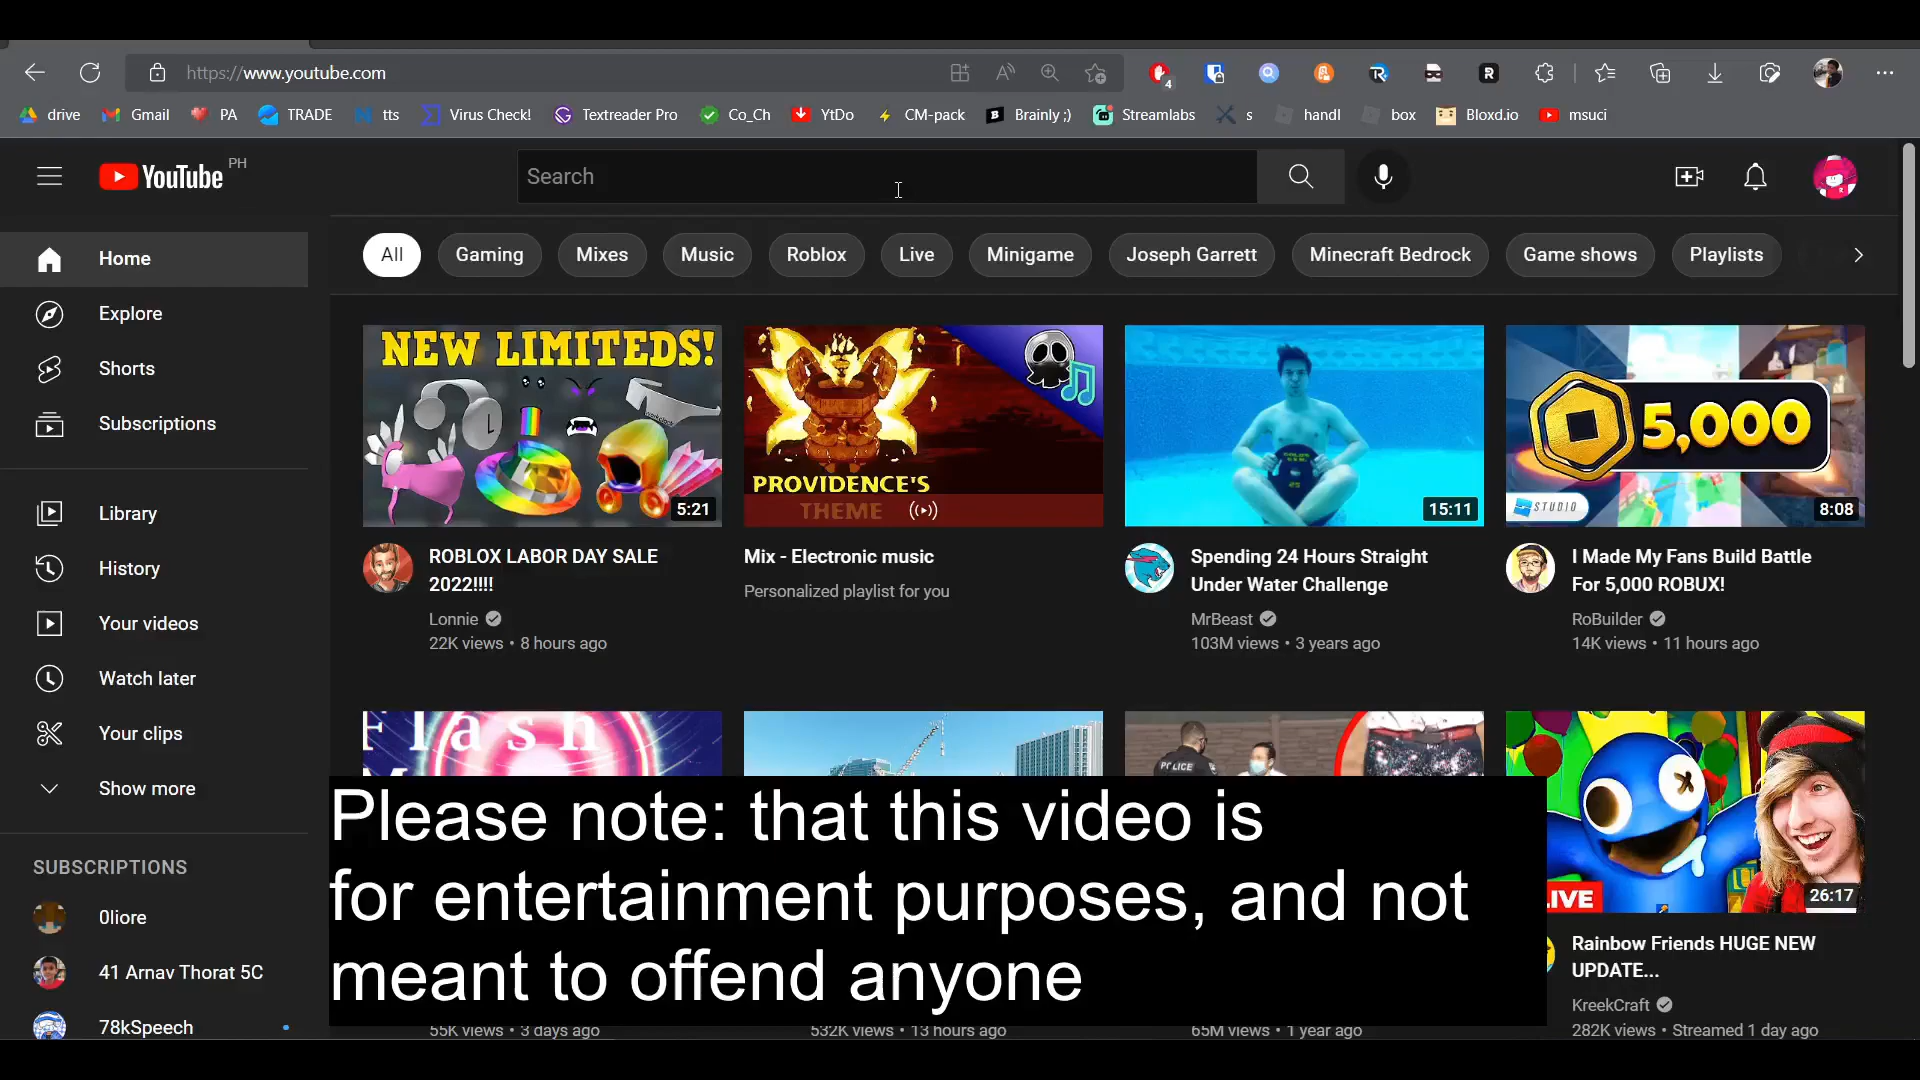 https://www.youtube.com
4
drive Gmail PA TRADE tts Virus Check! Textreader Pro Co_Ch YtDo CM-pack Brainly ;) Streamlabs s handl box Bloxd.io msuci
YouTube PH
Search
Home
Explore
Shorts
Subscriptions
Library
History
Your videos
Watch later
Your clips
Show more
SUBSCRIPTIONS
0liore
41 Arnav Thorat 5C
78kSpeech
All Gaming Mixes Music Roblox Live Minigame Joseph Garrett Minecraft Bedrock Game shows Playlists
NEW LIMITEDS!
5:21
ROBLOX LABOR DAY SALE
2022!!!!
Lonnie
22K views • 8 hours ago
PROVIDENCE'S
THEME
Mix - Electronic music
Personalized playlist for you
15:11
Spending 24 Hours Straight
Under Water Challenge
MrBeast
103M views • 3 years ago
5,000
STUDIO
8:08
I Made My Fans Build Battle
For 5,000 ROBUX!
RoBuilder
14K views • 11 hours ago
Flash
POLICE
LIVE
26:17
Rainbow Friends HUGE NEW
UPDATE...
KreekCraft
282K views • Streamed 1 day ago
Please note: that this video is
for entertainment purposes, and not
meant to offend anyone
55K views • 3 days ago
532K views • 13 hours ago
65M views • 1 year ago